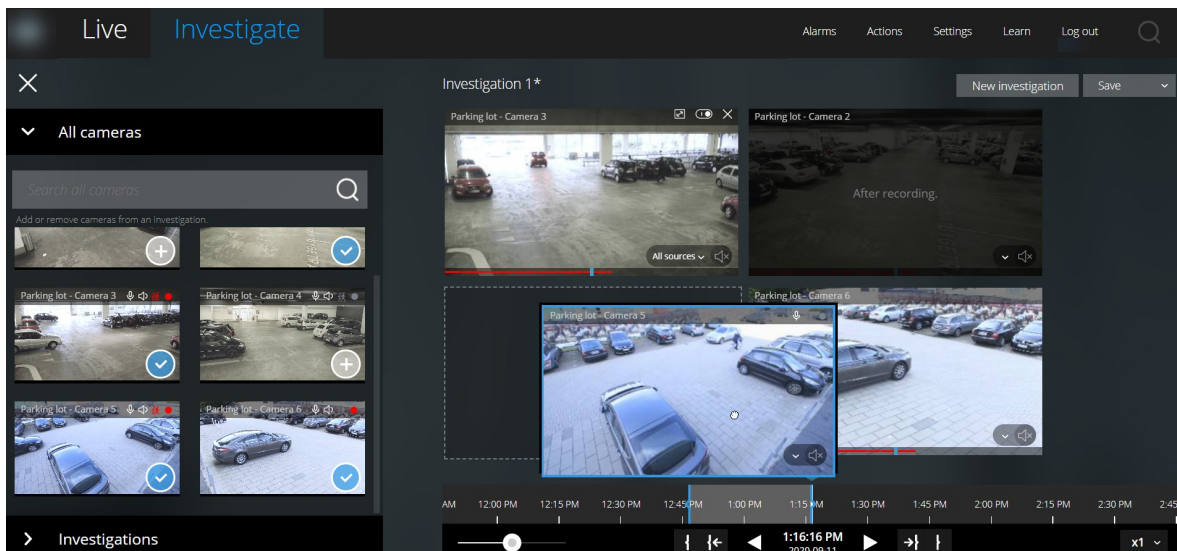 Live
Investigate
Alarms
Actions
Settings
Learn
Log out
Investigation 1*
New investigation
Save
All cameras
Search all cameras
Add or remove cameras from an investigation.
Parking lot - Camera 3
Parking lot - Camera 4
Parking lot - Camera 5
Parking lot - Camera 6
Investigations
Parking lot - Camera 3
All sources
Parking lot - Camera 2
After recording.
Parking lot - Camera 5
Parking lot - Camera 6
AM 12:00 PM 12:15 PM 12:30 PM 12:45 PM 1:00 PM 1:15 PM 1:30 PM 1:45 PM 2:00 PM 2:15 PM 2:30 PM 2:45
1:16:16 PM
2020-09-11
x1